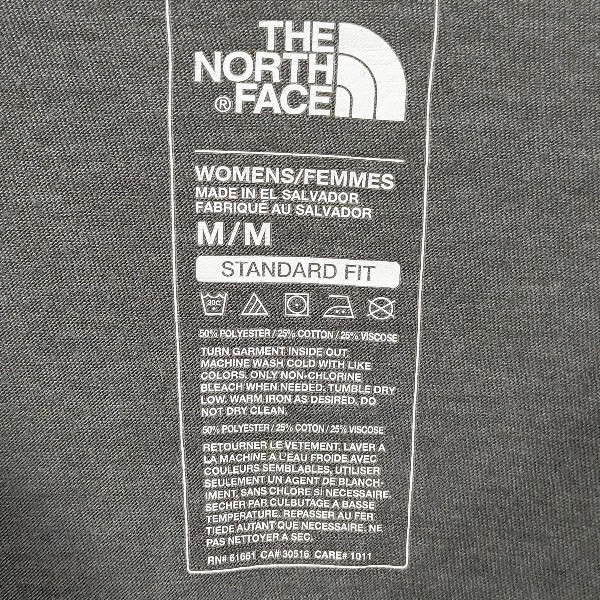 THE
NORTH
® FACE
WOMENS/FEMMES
MADE IN EL SALVADOR
FABRIQUÉ AU SALVADOR
M/M
STANDARD FIT
30C
50% POLYESTER / 25% COTTON / 25% VISCOSE
TURN GARMENT INSIDE OUT.
MACHINE WASH COLD WITH LIKE
COLORS. ONLY NON-CHLORINE
BLEACH WHEN NEEDED. TUMBLE DRY
LOW. WARM IRON AS DESIRED. DO
NOT DRY CLEAN.
50% POLYESTER / 25% COTON / 25% VISCOSE
RETOURNER LE VETEMENT. LAVER A
LA MACHINE A L'EAU FROIDE AVEC
COULEURS SEMBLABLES, UTILISER
SEULEMENT UN AGENT DE BLANCH-
IMENT, SANS CHLORE SI NÉCESSAIRE.
SÉCHER PAR CULBUTAGE A BASSE
TEMPERATURE. REPASSER AU FER
TIÈDE AUTANT QUE NECESSAIRE. NE
PAS NETTOYER A SEC.
RN# 61661 CA# 30516 CARE# 1011